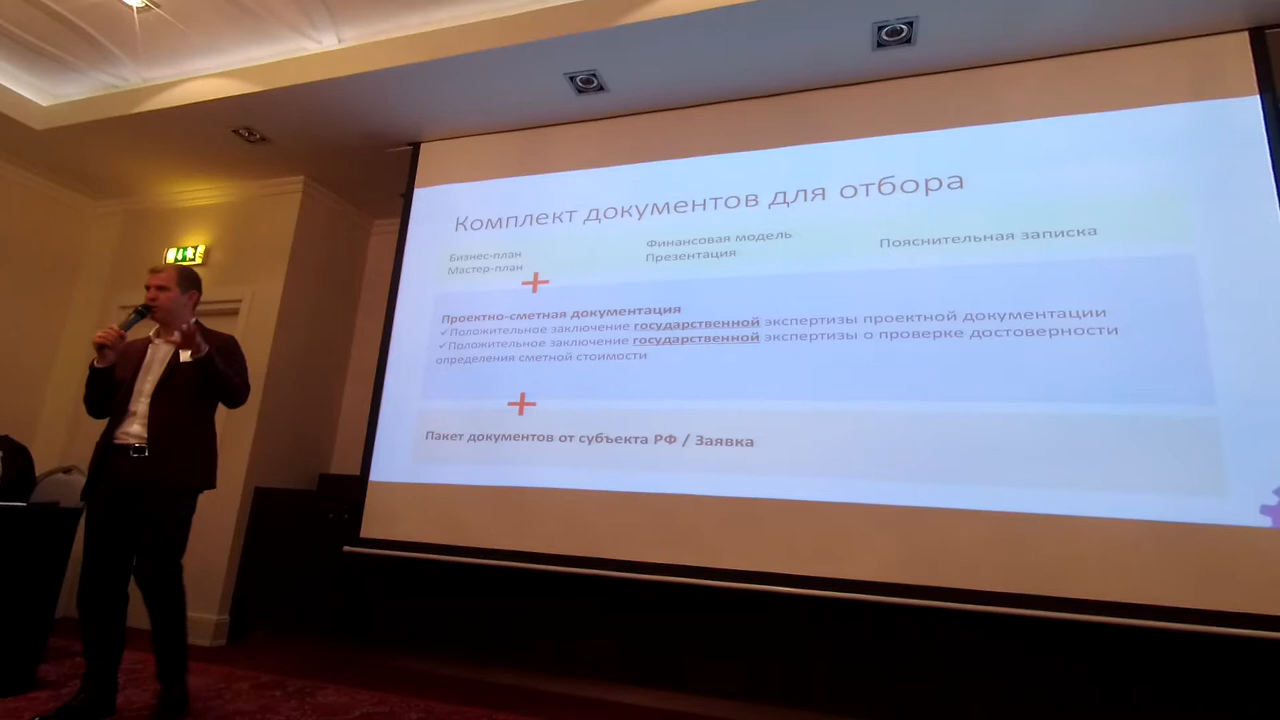 Комплект документов для отбора
Бизнес-план
Мастер-план
Финансовая модель
Презентация
Пояснительная записка
+
Проектно-сметная документация
✓Положительное заключение государственной экспертизы проектной документации
✓Положительное заключение государственной экспертизы о проверке достоверности
определения сметной стоимости
+
Пакет документов от субъекта РФ / Заявка